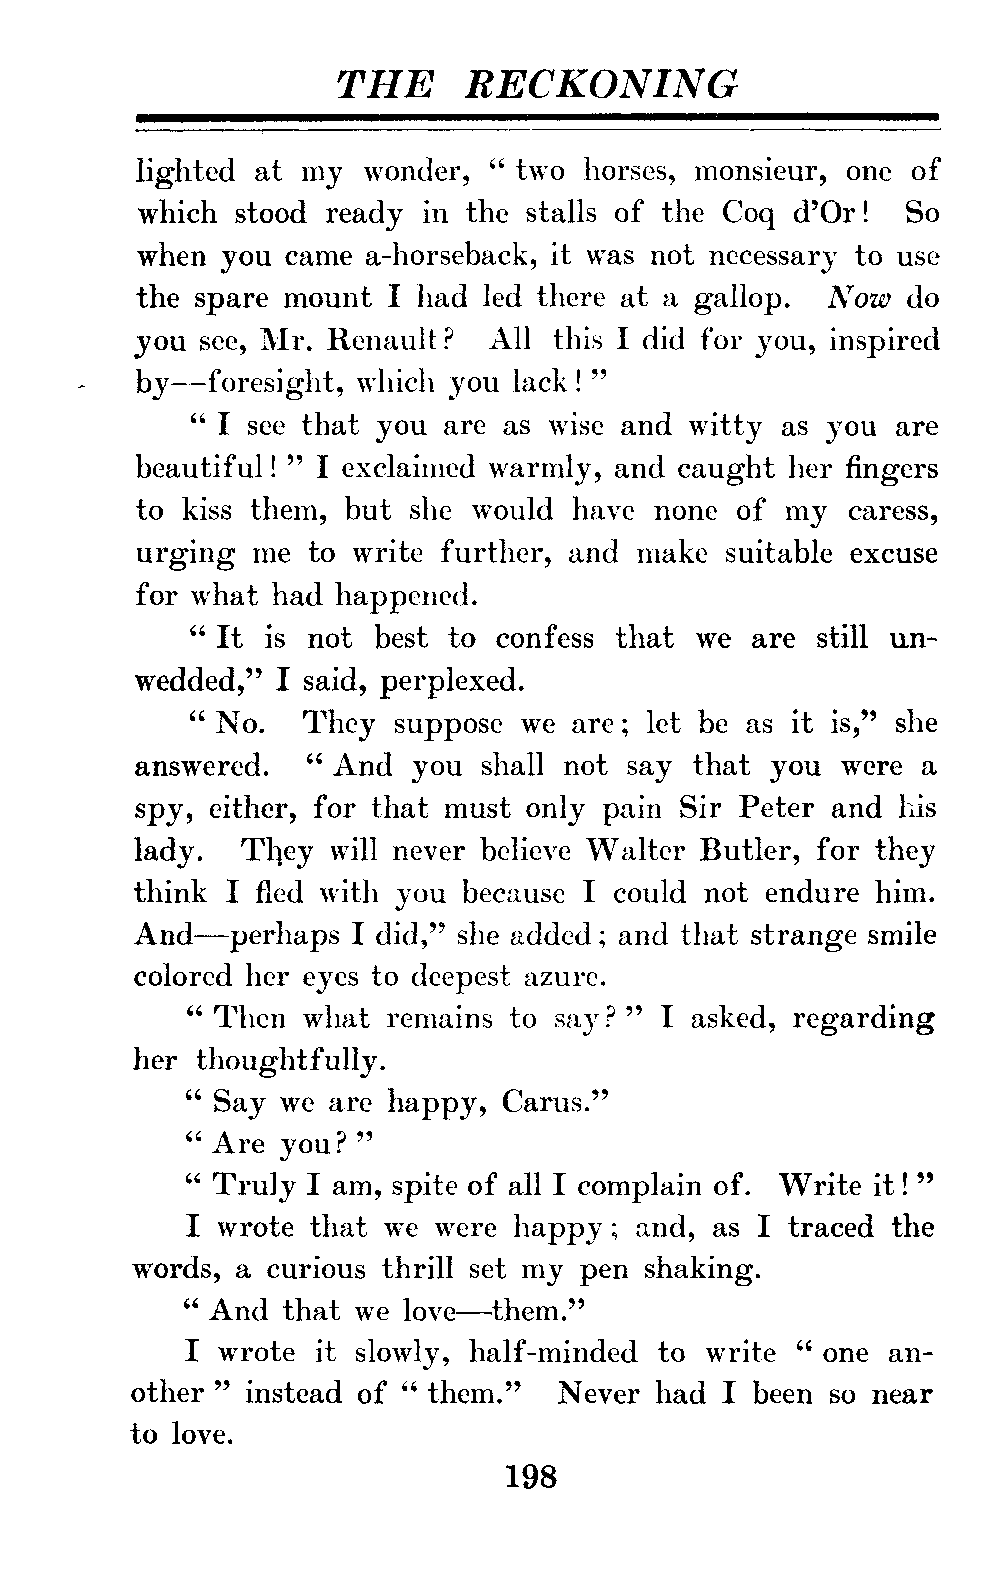 THE RECKONING
lighted at my wonder, “ two horses, monsieur, one of
which stood ready in the stalls of the Coq d’Or! So
when you came a-horseback, it was not necessary to use
the spare mount I had led there at a gallop. Now do
you see, Mr. Renault? All this I did for you, inspired
by--foresight, which you lack! ”
“ I see that you are as wise and witty as you are
beautiful! ” I exclaimed warmly, and caught her fingers
to kiss them, but she would have none of my caress,
urging me to write further, and make suitable excuse
for what had happened.
“ It is not best to confess that we are still un-
wedded,” I said, perplexed.
“ No. They suppose we are; let be as it is,” she
answered. “ And you shall not say that you were a
spy, either, for that must only pain Sir Peter and his
lady. They will never believe Walter Butler, for they
think I fled with you because I could not endure him.
And—perhaps I did,” she added; and that strange smile
colored her eyes to deepest azure.
“ Then what remains to say? ” I asked, regarding
her thoughtfully.
“ Say we are happy, Carus.”
“ Are you? ”
“ Truly I am, spite of all I complain of. Write it! ”
I wrote that we were happy; and, as I traced the
words, a curious thrill set my pen shaking.
“ And that we love—them.”
I wrote it slowly, half-minded to write “ one an-
other ” instead of “ them.” Never had I been so near
to love.
198